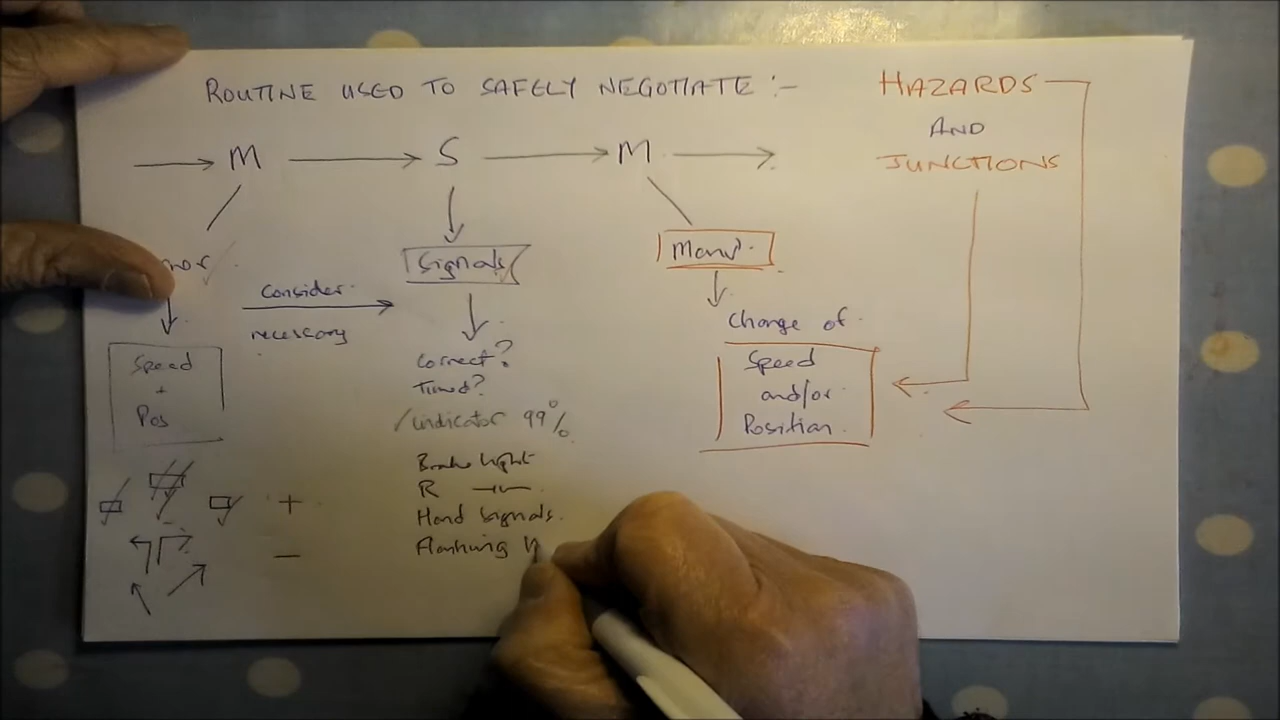 ROUTINE USED TO SAFELY NEGOTIATE :-
HAZARDS
AND
JUNCTIONS
M S M
Signals
Consider
necessary
Speed
+
Pos
Correct?
Timed?
/indicator 99%
Brake light
R
Hand Signals.
Flashing
+
-
Manv.
Change of
Speed
and/or
Position.